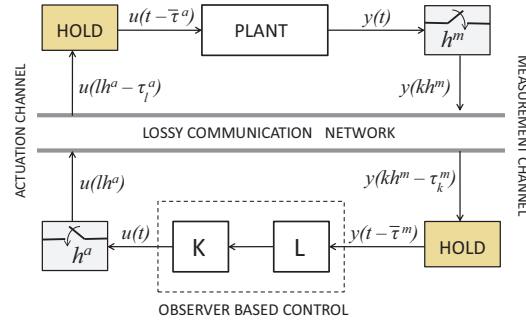 HOLD
u(t − τ̅ᵃ)
PLANT
y(t)
hᵐ
u(lhᵃ − τₗᵃ)
y(khᵐ)
ACTUATION CHANNEL
MEASUREMENT CHANNEL
LOSSY COMMUNICATION NETWORK
u(lhᵃ)
y(khᵐ − τₖᵐ)
hᵃ
u(t)
K
L
y(t − τ̅ᵐ)
HOLD
OBSERVER BASED CONTROL